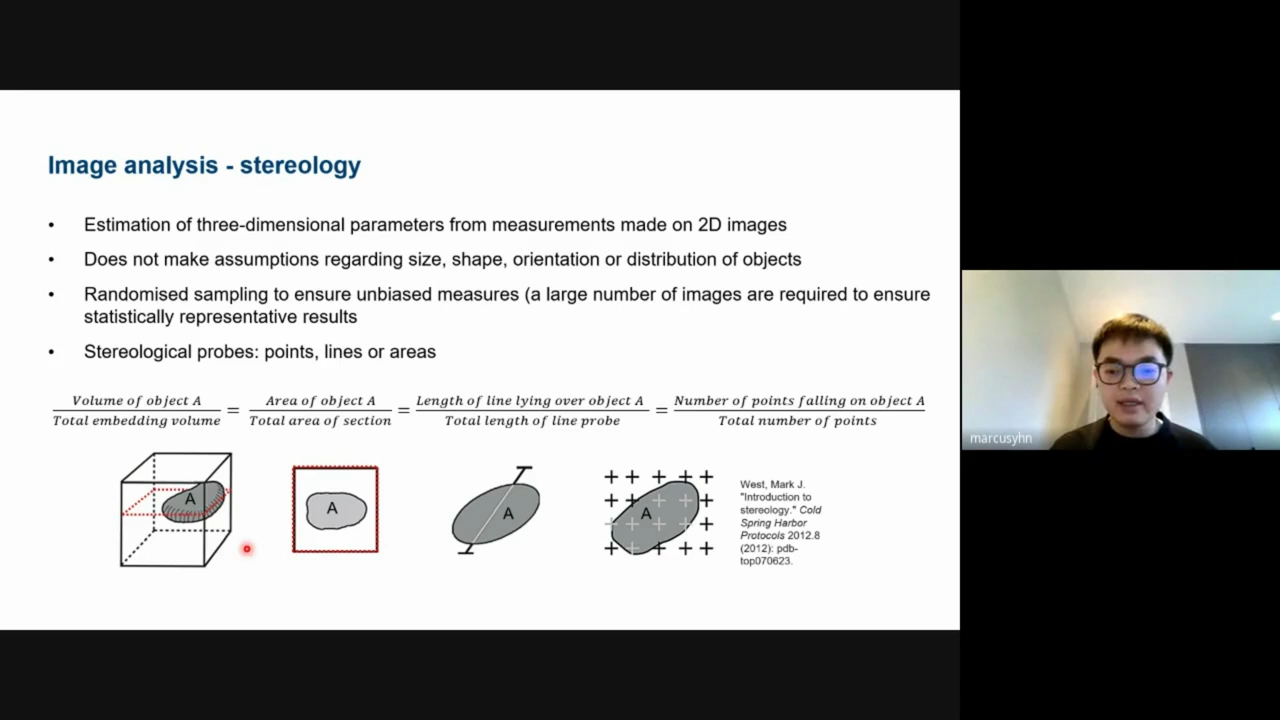 Image analysis - stereology
• Estimation of three-dimensional parameters from measurements made on 2D images
• Does not make assumptions regarding size, shape, orientation or distribution of objects
• Randomised sampling to ensure unbiased measures (a large number of images are required to ensure
statistically representative results
• Stereological probes: points, lines or areas
Volume of object A / Total embedding volume = Area of object A / Total area of section = Length of line lying over object A / Total length of line probe = Number of points falling on object A / Total number of points
A
A
A
A
West, Mark J.
"Introduction to
stereology." Cold
Spring Harbor
Protocols 2012.8
(2012): pdb-
top070623.
marcusyhn